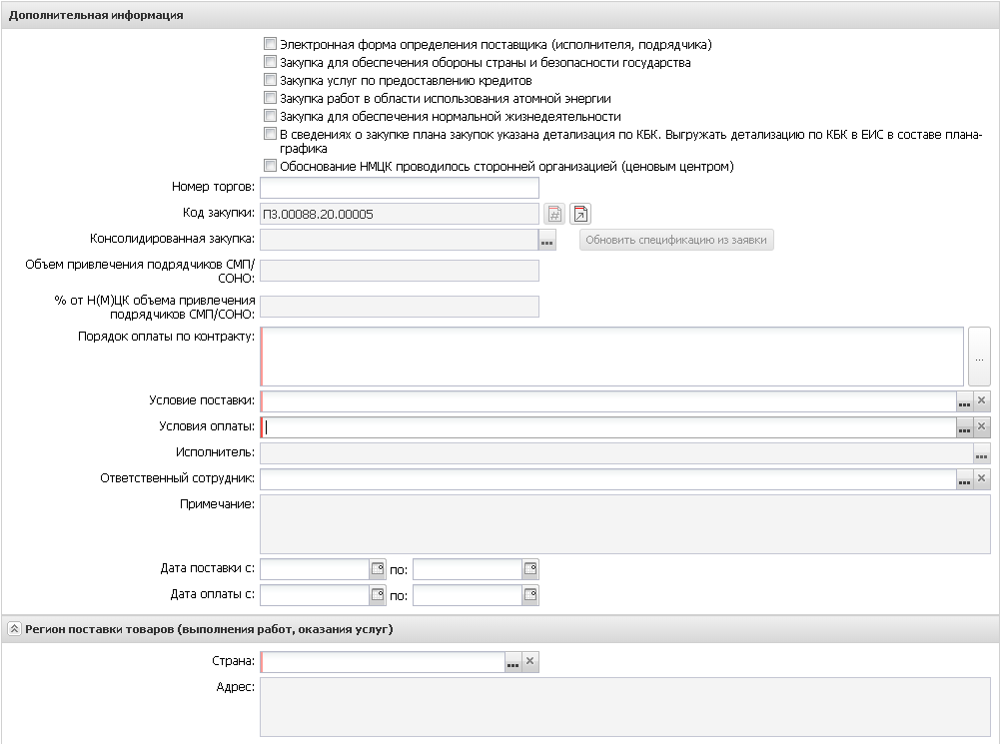 Дополнительная информация
Электронная форма определения поставщика (исполнителя, подрядчика)
Закупка для обеспечения обороны страны и безопасности государства
Закупка услуг по предоставлению кредитов
Закупка работ в области использования атомной энергии
Закупка для обеспечения нормальной жизнедеятельности
В сведениях о закупке плана закупок указана детализация по КБК. Выгружать детализацию по КБК в ЕИС в составе плана-
графика
Обоснование НМЦК проводилось сторонней организацией (ценовым центром)
Номер торгов:
Код закупки: ПЗ.00088.20.00005 #
Консолидированная закупка: ... Обновить спецификацию из заявки
Объем привлечения подрядчиков СМП/
СОНО:
% от Н(М)ЦК объема привлечения
подрядчиков СМП/СОНО:
Порядок оплаты по контракту: ...
Условие поставки: ...
Условия оплаты: ...
Исполнитель: ...
Ответственный сотрудник: ...
Примечание:
Дата поставки с: по:
Дата оплаты с: по:
Регион поставки товаров (выполнения работ, оказания услуг)
Страна: ...
Адрес: